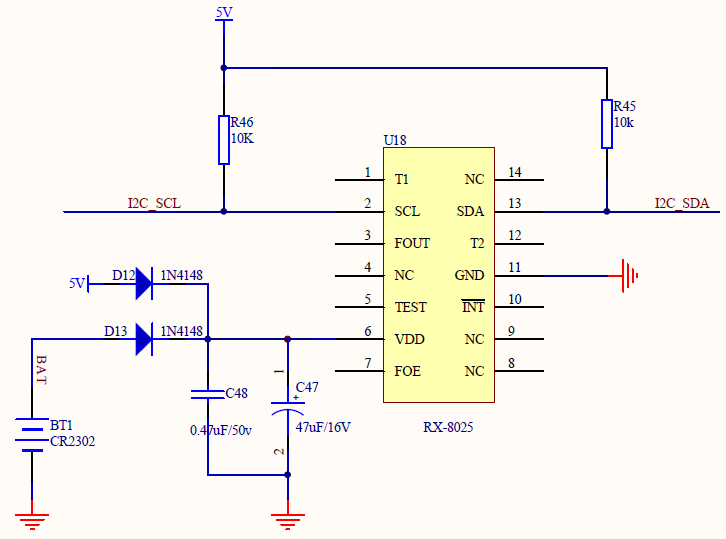 5V
R46
10K
R45
10k
U18
I2C_SCL
I2C_SDA
1 T1 NC 14
2 SCL SDA 13
3 FOUT T2 12
4 NC GND 11
5 TEST INT 10
6 VDD NC 9
7 FOE NC 8
RX-8025
5V
D12 1N4148
D13 1N4148
BAT
BT1
CR2302
C48
0.47uF/50v
1
C47
+
47uF/16V
2